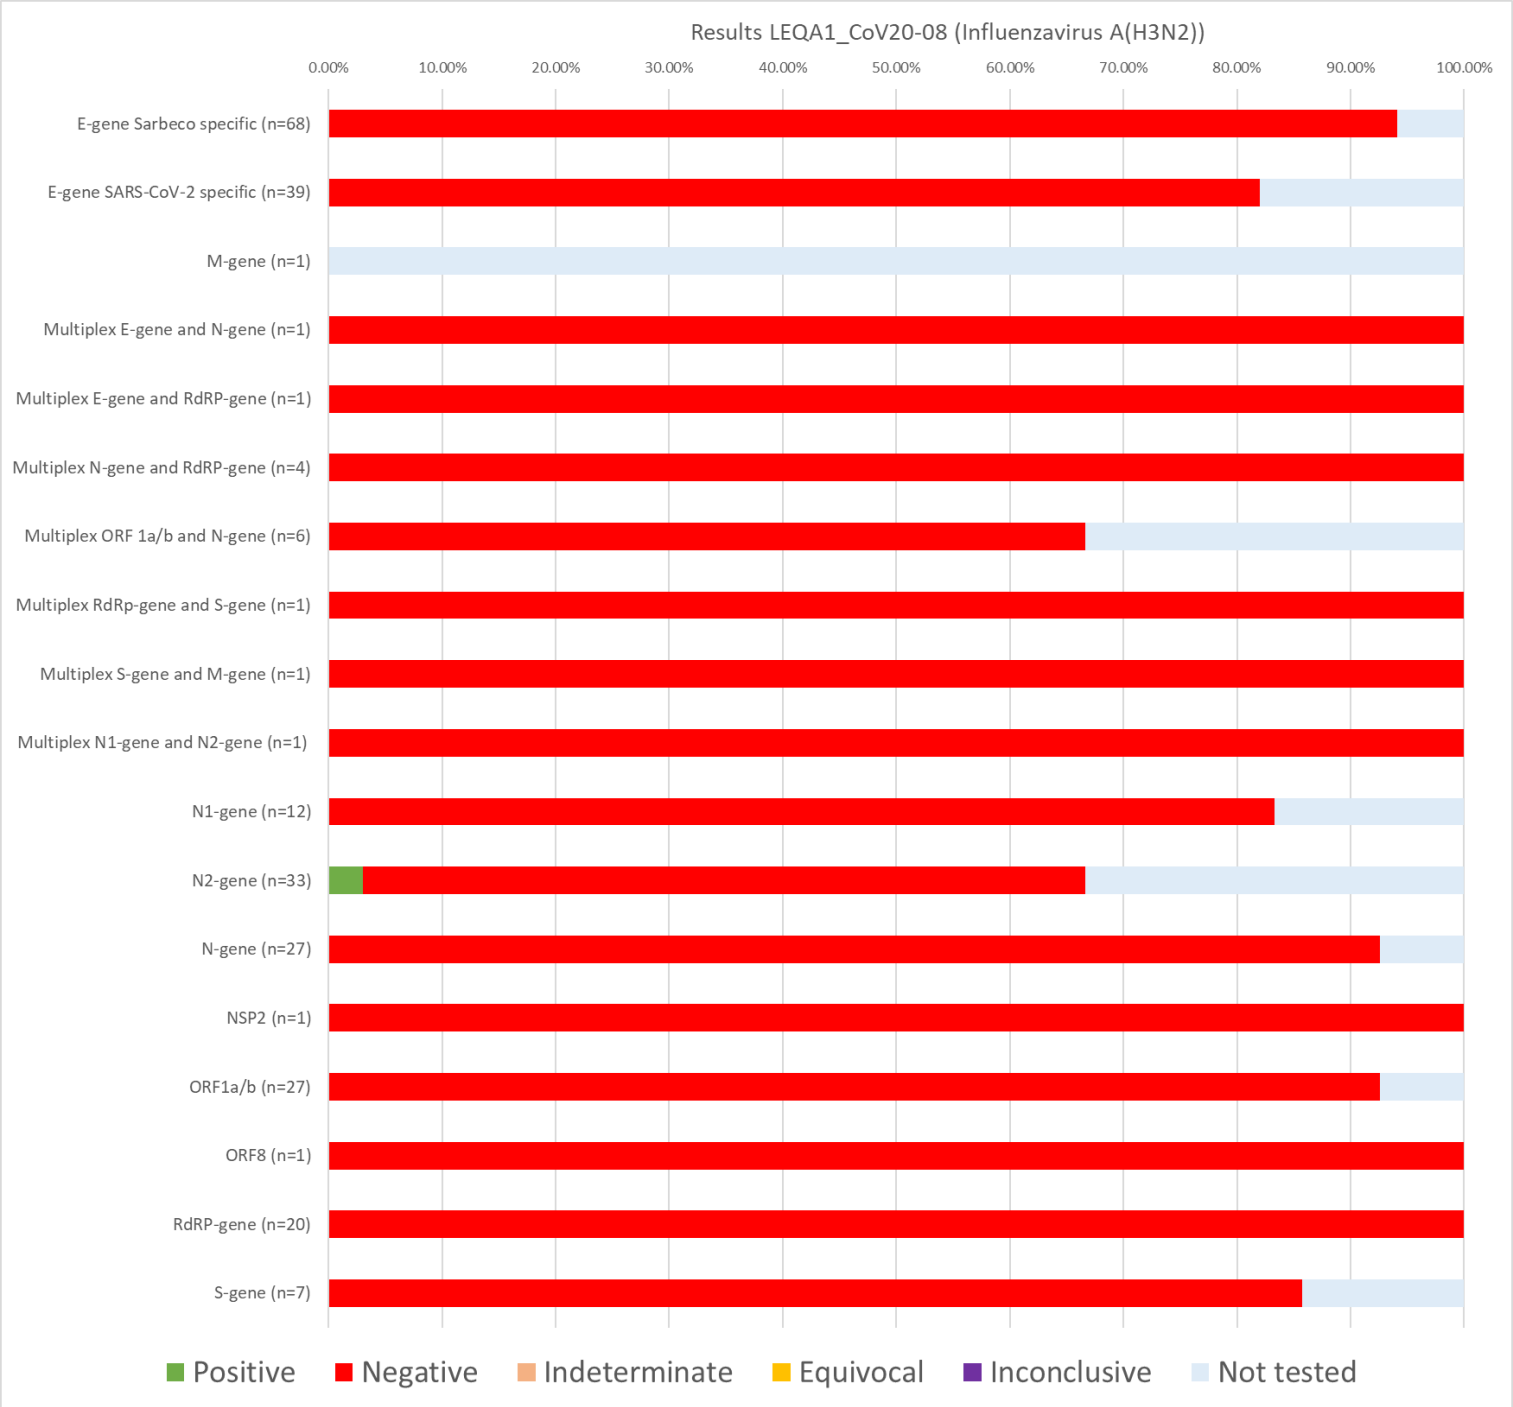 Results LEQA1_CoV20-08 (Influenzavirus A(H3N2))
0.00% 10.00% 20.00% 30.00% 40.00% 50.00% 60.00% 70.00% 80.00% 90.00% 100.00%
E-gene Sarbeco specific (n=68)
E-gene SARS-CoV-2 specific (n=39)
M-gene (n=1)
Multiplex E-gene and N-gene (n=1)
Multiplex E-gene and RdRP-gene (n=1)
Multiplex N-gene and RdRP-gene (n=4)
Multiplex ORF 1a/b and N-gene (n=6)
Multiplex RdRp-gene and S-gene (n=1)
Multiplex S-gene and M-gene (n=1)
Multiplex N1-gene and N2-gene (n=1)
N1-gene (n=12)
N2-gene (n=33)
N-gene (n=27)
NSP2 (n=1)
ORF1a/b (n=27)
ORF8 (n=1)
RdRP-gene (n=20)
S-gene (n=7)
Positive Negative Indeterminate Equivocal Inconclusive Not tested